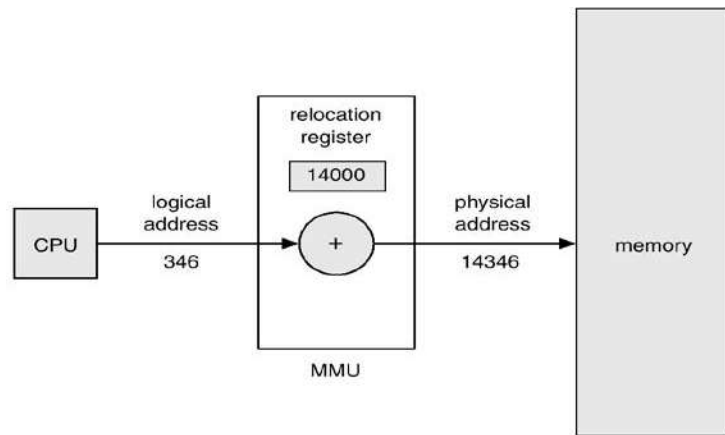 relocation
register
14000
logical
address
346
CPU
+
physical
address
14346
memory
MMU